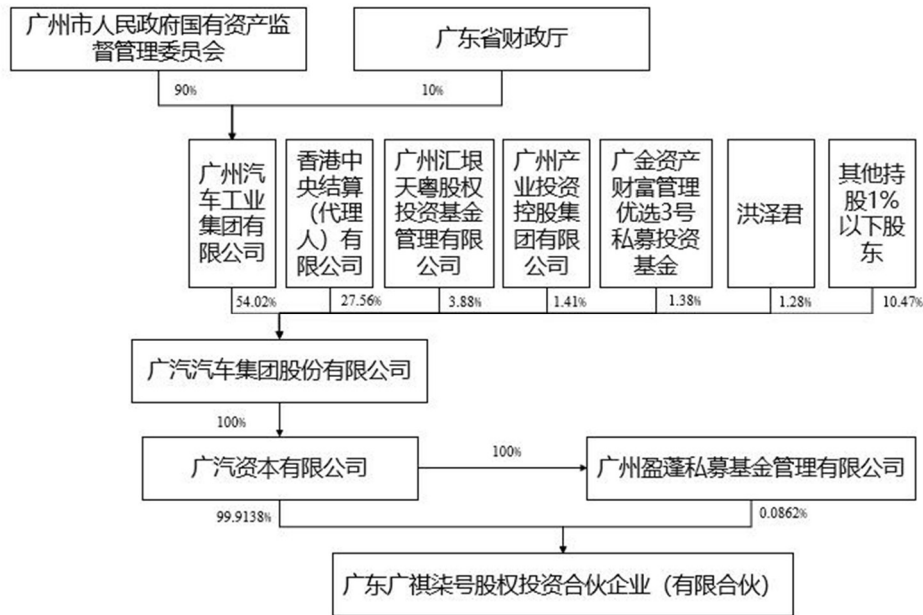 广州市人民政府国有资产监
督管理委员会
广东省财政厅
90%
10%
广州汽
车工业
集团有
限公司
香港中
央结算
（代理
人）有
限公司
广州汇垠
天粤股权
投资基金
管理有限
公司
广州产
业投资
控股集
团有限
公司
广金资产
财富管理
优选3号
私募投资
基金
洪泽君
其他持
股1%
以下股
东
54.02%
27.56%
3.88%
1.41%
1.38%
1.28%
10.47%
广汽汽车集团股份有限公司
100%
广汽资本有限公司
100%
广州盈蓬私募基金管理有限公司
99.9138%
0.0862%
广东广祺柒号股权投资合伙企业（有限合伙）